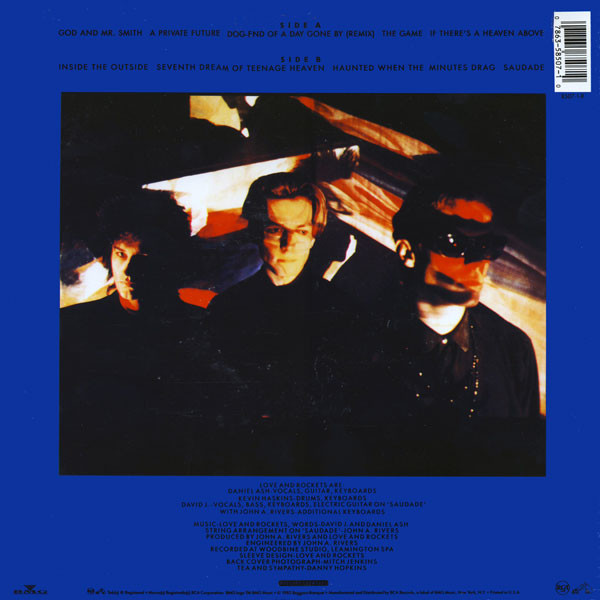 SIDE A
GOD AND MR. SMITH A PRIVATE FUTURE DOG-END OF A DAY GONE BY (REMIX) THE GAME IF THERE'S A HEAVEN ABOVE
SIDE B
INSIDE THE OUTSIDE SEVENTH DREAM OF TEENAGE HEAVEN HAUNTED WHEN THE MINUTES DRAG SAUDADE
0 78635-8507-1 0
LOVE AND ROCKETS ARE
DANIEL ASH-VOCALS, GUITAR, KEYBOARDS
KEVIN HASKINS-DRUMS, KEYBOARDS
DAVID J.-VOCALS, BASS, KEYBOARDS, ELECTRIC GUITAR ON 'SAUDADE'
WITH JOHN A. RIVERS-ADDITIONAL KEYBOARDS
MUSIC-LOVE AND ROCKETS, WORDS-DAVID J AND DANIEL ASH
STRING ARRANGEMENT ON 'SAUDADE'-JOHN A. RIVERS
PRODUCED BY JOHN A. RIVERS AND LOVE AND ROCKETS
ENGINEERED BY JOHN A. RIVERS
RECORDED AT WOODBINE STUDIO, LEAMINGTON SPA
SLEEVE DESIGN-LOVE AND ROCKETS
BACK COVER PHOTOGRAPH-MITCH JENKINS
TEA AND SYMPATHY-DANNY HOPKINS